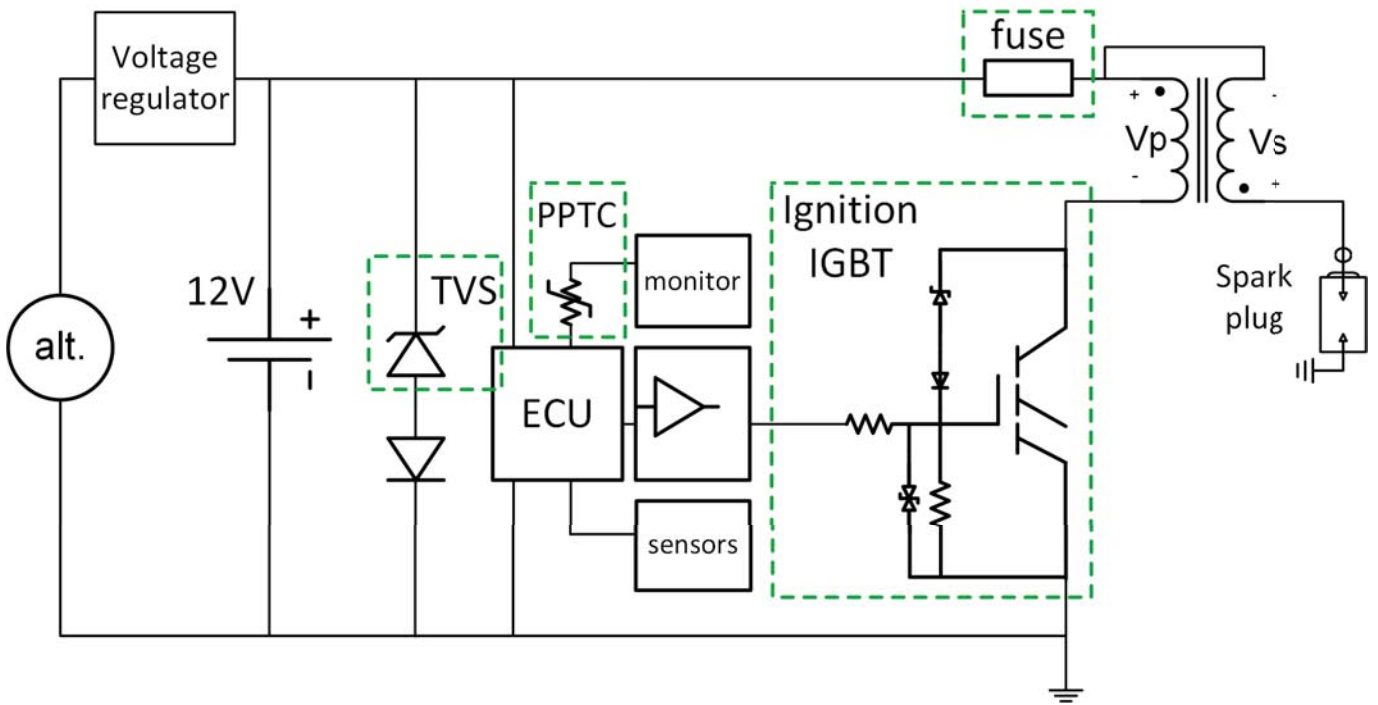 Voltage
regulator
fuse
+
-
Vp
-
+
Vs
PPTC
Ignition
IGBT
monitor
12V
+
-
TVS
alt.
Spark
plug
ECU
sensors